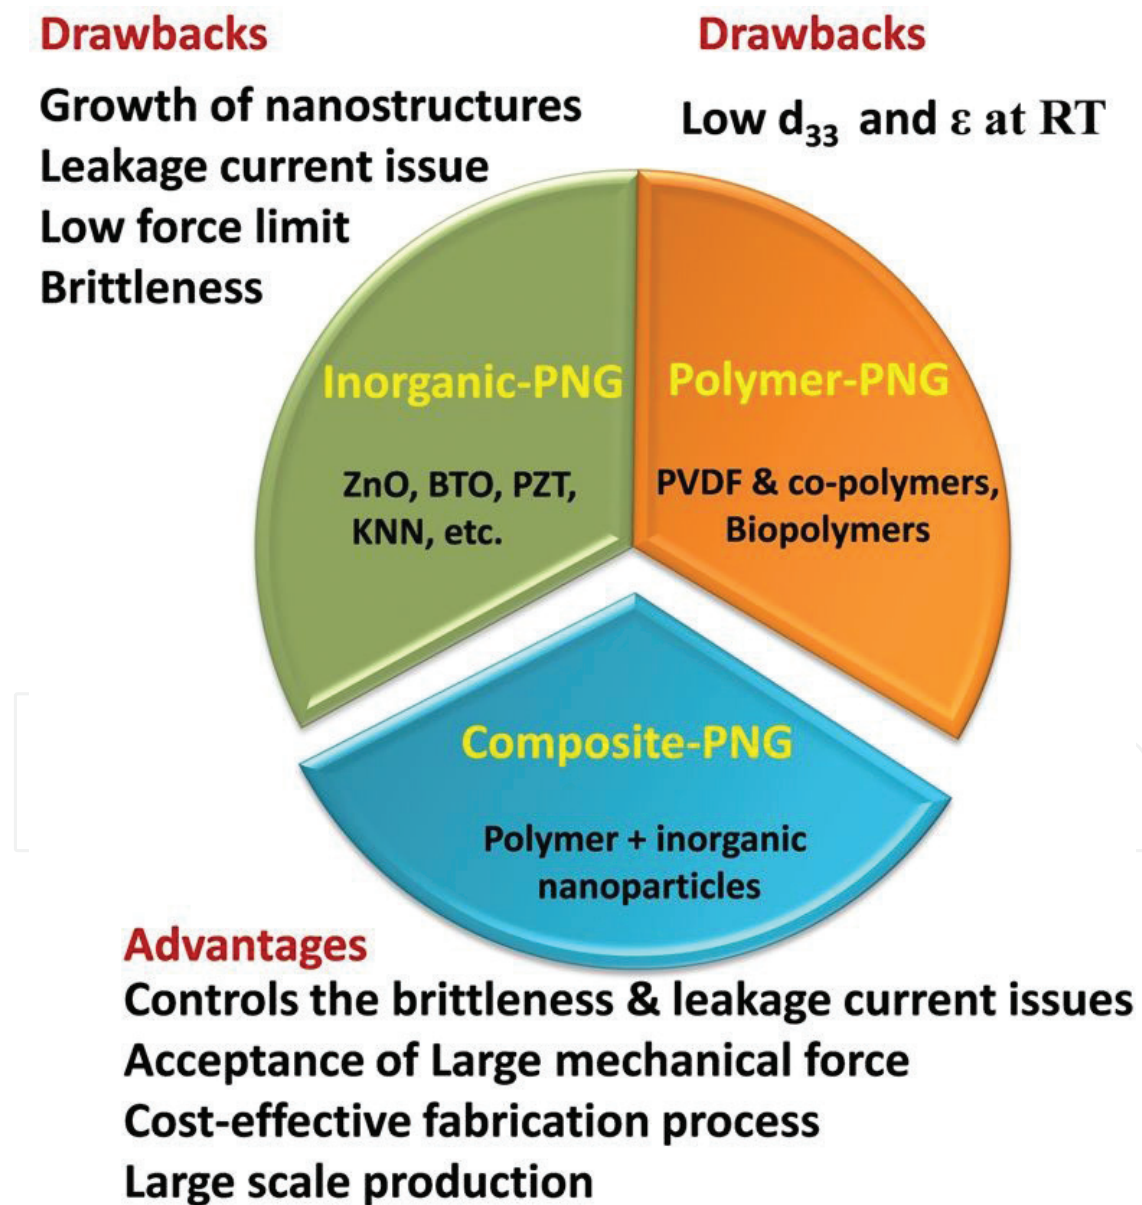 Drawbacks
Growth of nanostructures
Leakage current issue
Low force limit
Brittleness
Drawbacks
Low d₃₃ and ε at RT
Inorganic-PNG
ZnO, BTO, PZT,
KNN, etc.
Polymer-PNG
PVDF & co-polymers,
Biopolymers
Composite-PNG
Polymer + inorganic
nanoparticles
Advantages
Controls the brittleness & leakage current issues
Acceptance of Large mechanical force
Cost-effective fabrication process
Large scale production